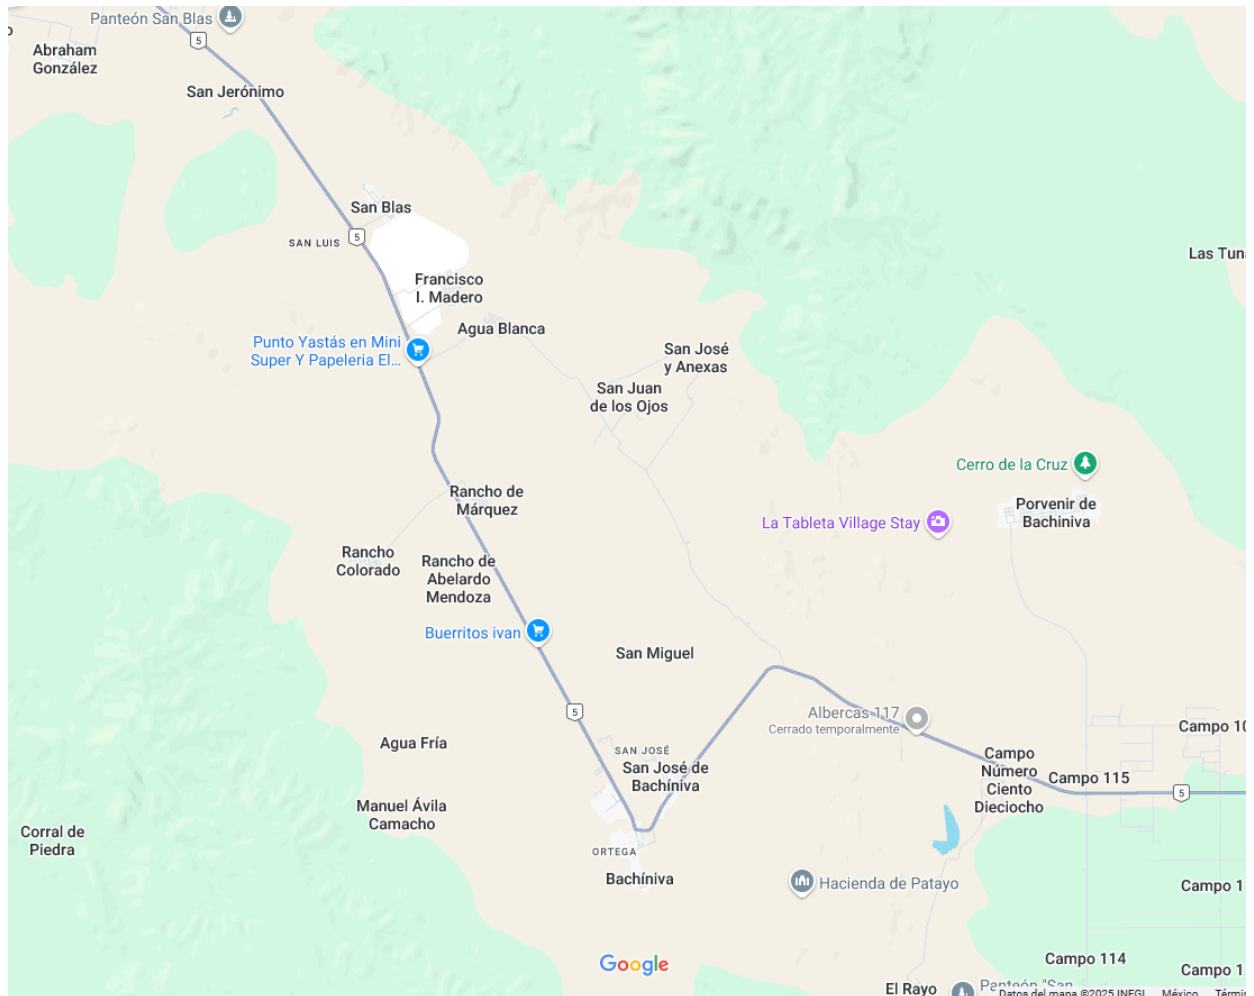 Panteón San Blas
5
Abraham
González
San Jerónimo
San Blas
SAN LUIS
5
Las Tuna
Francisco
I. Madero
Agua Blanca
Punto Yastás en Mini
Super Y Papeleria El...
San José
y Anexas
San Juan
de los Ojos
Cerro de la Cruz
Rancho de
Márquez
Porvenir de
Bachiniva
La Tableta Village Stay
Rancho
Colorado
Rancho de
Abelardo
Mendoza
Buerritos ivan
San Miguel
5
Albercas 117
Cerrado temporalmente
Campo 10
Agua Fría
SAN JOSÉ
San José de
Bachíniva
Campo
Número
Ciento
Dieciocho
Campo 115
5
Manuel Ávila
Camacho
Corral de
Piedra
ORTEGA
Bachíniva
Hacienda de Patayo
Campo 1
Google
Campo 114
Campo 1
El Rayo
Panteón "San
Datos del mapa ©2025 INEGI
México
Términ